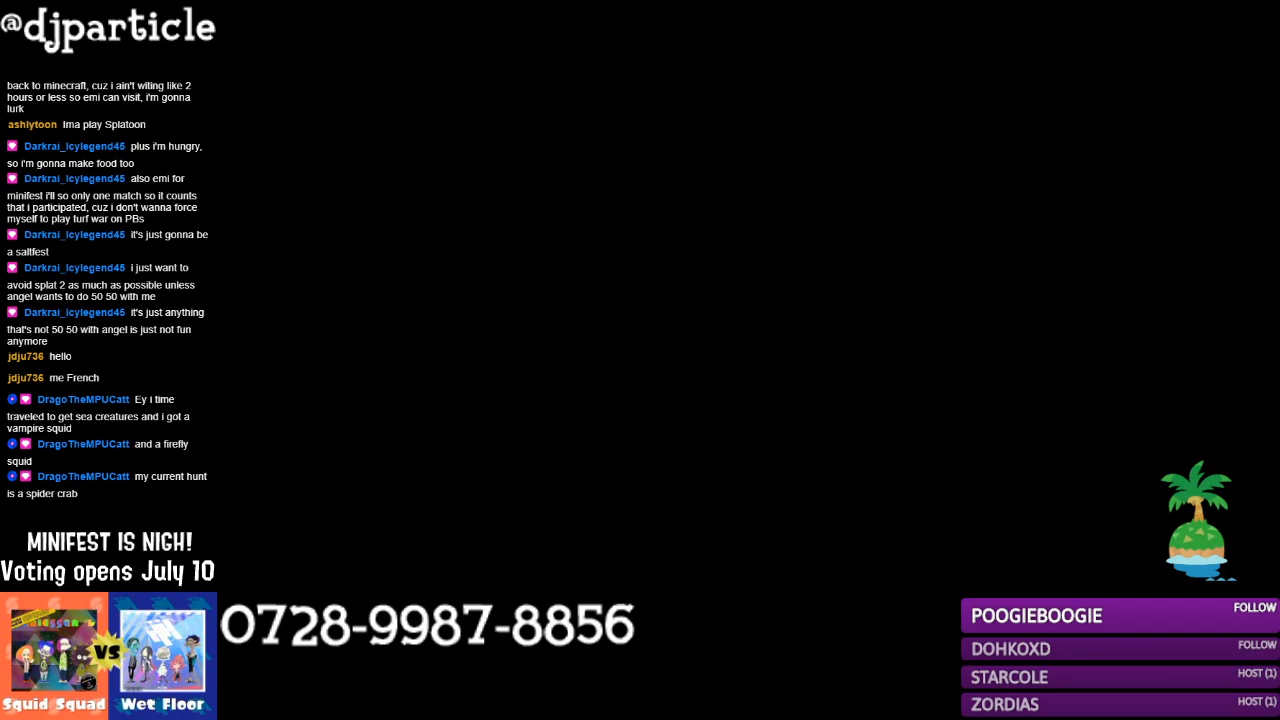 @djparticle
back to minecraft, cuz i ain't witing like 2
hours or less so emi can visit, i'm gonna
lurk
ashlytoon Ima play Splatoon
Darkrai_Icylegend45 plus i'm hungry,
so i'm gonna make food too
Darkrai_Icylegend45 also emi for
minifest i'll so only one match so it counts
that i participated, cuz i don't wanna force
myself to play turf war on PBs
Darkrai_Icylegend45 it's just gonna be
a saltfest
Darkrai_Icylegend45 i just want to
avoid splat 2 as much as possible unless
angel wants to do 50 50 with me
Darkrai_Icylegend45 it's just anything
that's not 50 50 with angel is just not fun
anymore
jdju736 hello
jdju736 me French
DragoTheMPUCatt Ey i time
traveled to get sea creatures and i got a
vampire squid
DragoTheMPUCatt and a firefly
squid
DragoTheMPUCatt my current hunt
is a spider crab
MINIFEST IS NIGH!
Voting opens July 10
VS
Squid Squad
Wet Floor
0728-9987-8856
POOGIEBOOGIE FOLLOW
DOHKOXD FOLLOW
STARCOLE HOST (1)
ZORDIAS HOST (1)